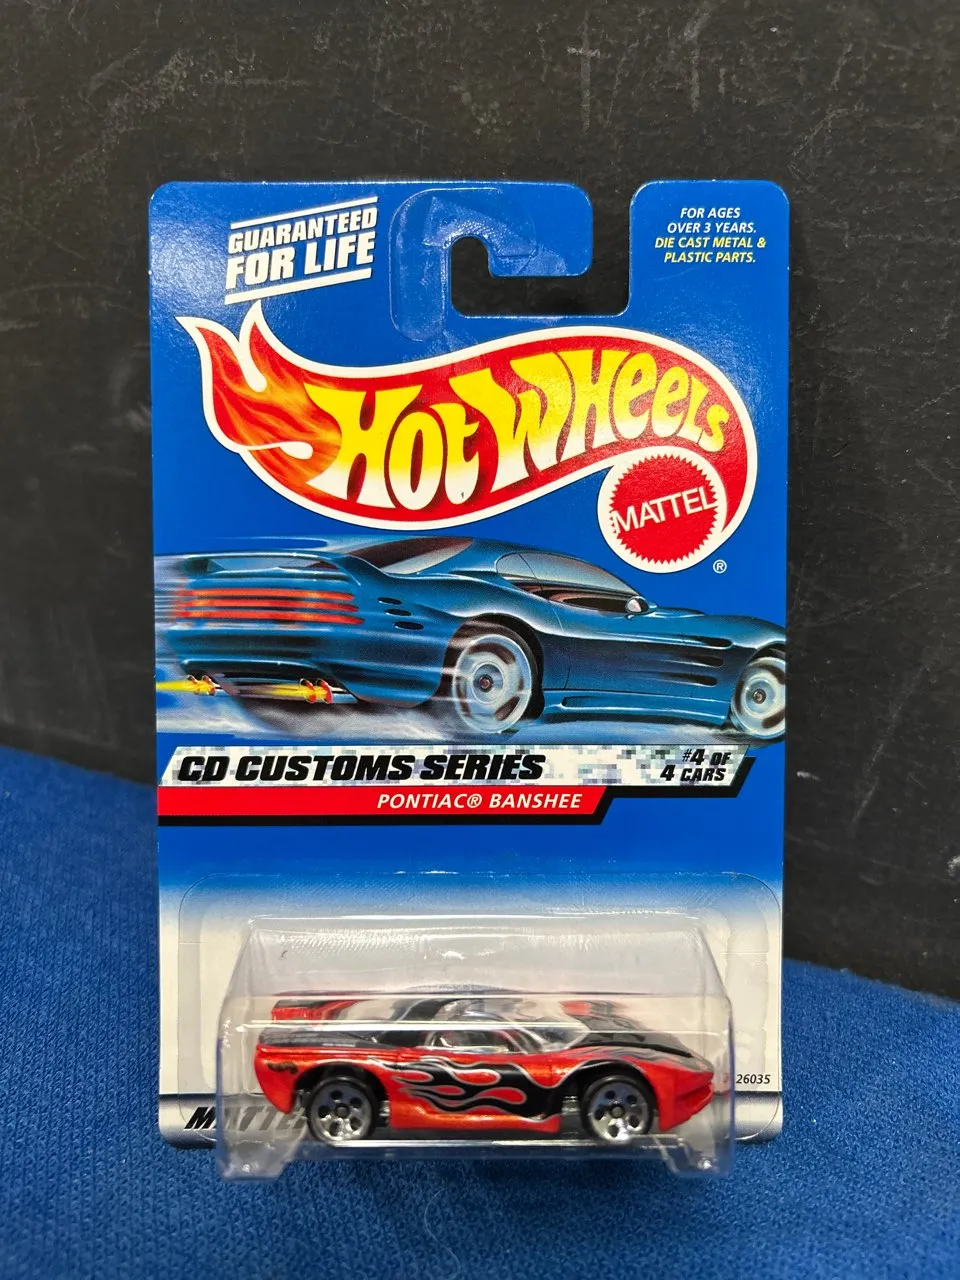 GUARANTEED
FOR LIFE
FOR AGES
OVER 3 YEARS.
DIE CAST METAL &
PLASTIC PARTS.
HOT WHEELS
MATTEL
®
CD CUSTOMS SERIES
#4 OF
4 CARS
PONTIAC® BANSHEE
26035